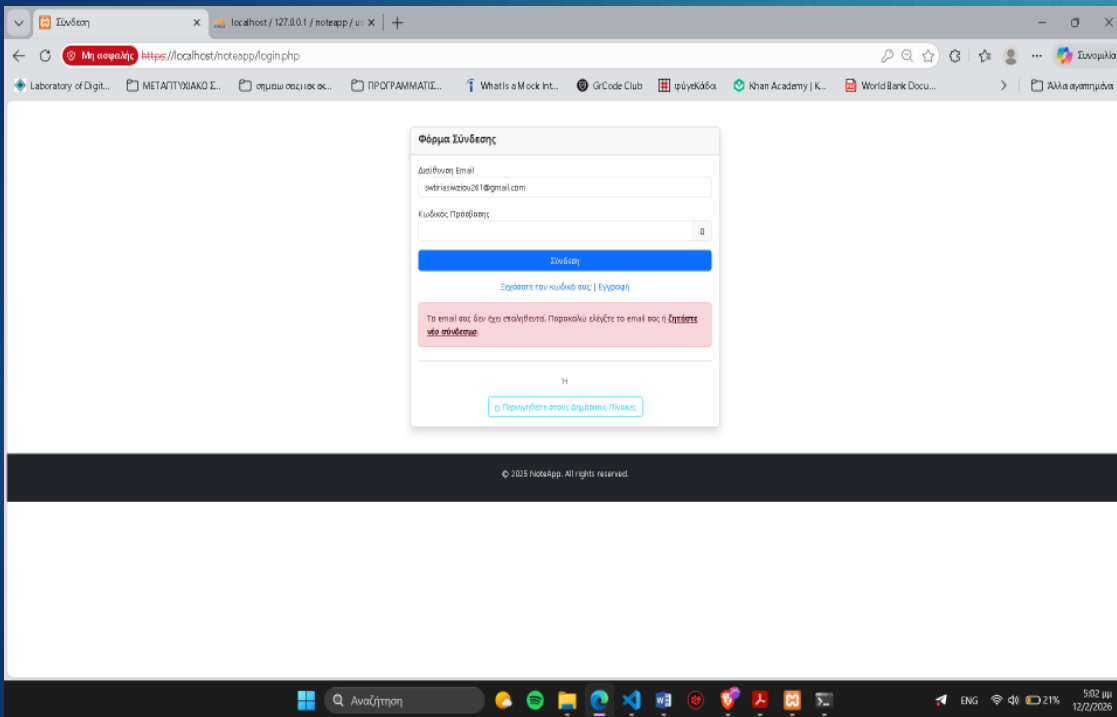 Σύνδεση
localhost / 127.0.0.1 / noteapp / us
Μη ασφαλής https://localhost/noteapp/login.php
Συνομιλία
Laboratory of Digit... ΜΕΤΑΠΤΥΧΙΑΚΟ Σ... ΠΡΟΓΡΑΜΜΑΤΙΣ... What Is a Mock Int... GrCode Club φύγεΚάδα Khan Academy | K... World Bank Docu... Άλλα αγαπημένα
Φόρμα Σύνδεσης
Διεύθυνση Email
swtiriasiwziou261@gmail.com
Κωδικός Πρόσβασης
Σύνδεση
Ξεχάσατε τον κωδικό σας; | Εγγραφή
Το email σας δεν έχει επαληθευτεί. Παρακαλώ ελέγξτε το email σας ή ζητήστε
νέο σύνδεσμο.
Ή
Περιηγηθείτε στους Δημόσιους Πίνακες
© 2025 NoteApp. All rights reserved.
Αναζήτηση
ENG 21% 5:02 μμ
12/2/2026